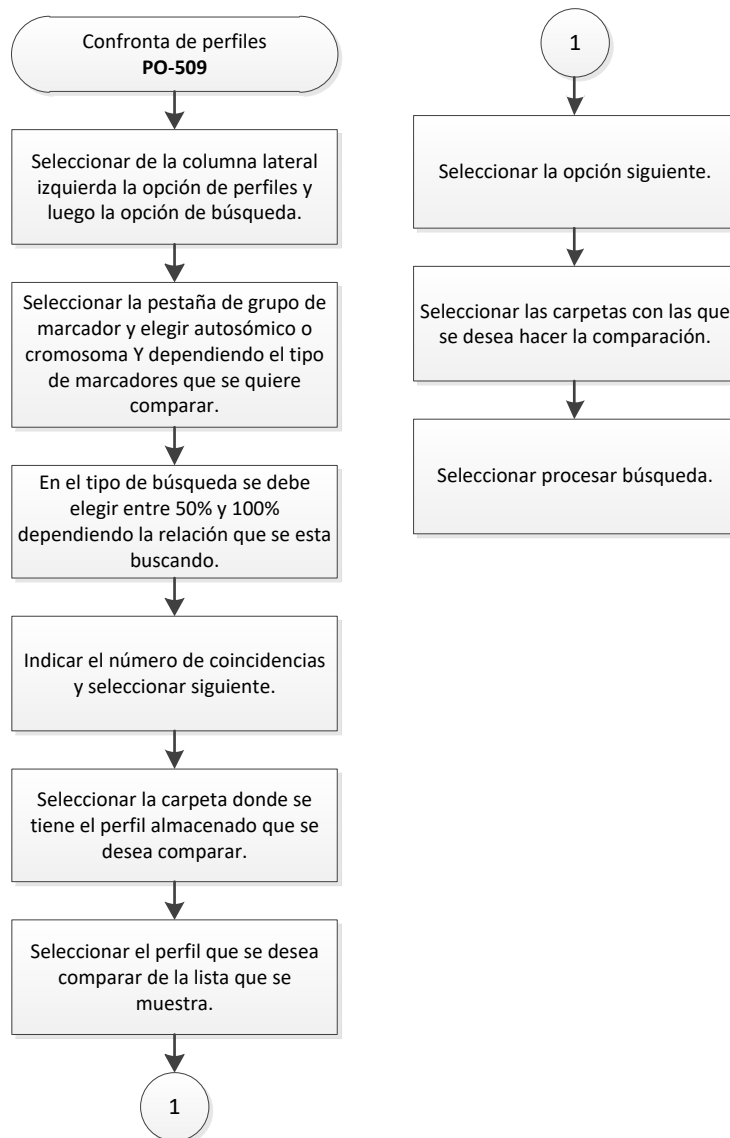 Confronta de perfiles
PO-509
Seleccionar de la columna lateral
izquierda la opción de perfiles y
luego la opción de búsqueda.
Seleccionar la pestaña de grupo de
marcador y elegir autosómico o
cromosoma Y dependiendo el tipo
de marcadores que se quiere
comparar.
En el tipo de búsqueda se debe
elegir entre 50% y 100%
dependiendo la relación que se esta
buscando.
Indicar el número de coincidencias
y seleccionar siguiente.
Seleccionar la carpeta donde se
tiene el perfil almacenado que se
desea comparar.
Seleccionar el perfil que se desea
comparar de la lista que se
muestra.
1
1
Seleccionar la opción siguiente.
Seleccionar las carpetas con las que
se desea hacer la comparación.
Seleccionar procesar búsqueda.